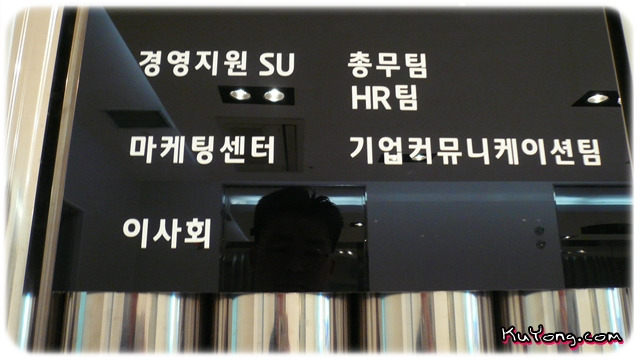 경영지원 SU 총무팀
HR팀
마케팅센터 기업커뮤니케이션팀
이사회
KuYong.com